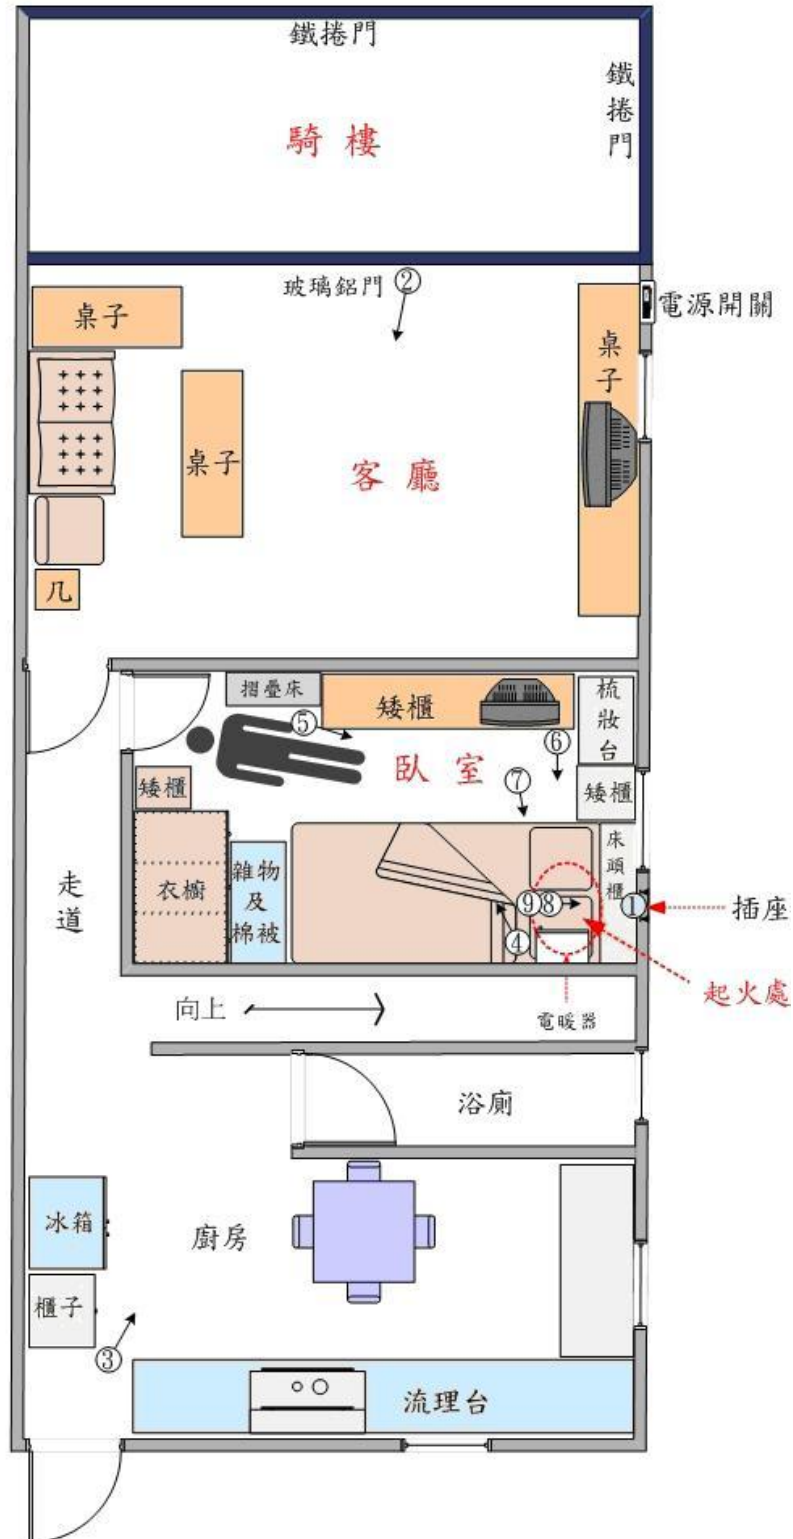 鐵捲門
鐵捲門
騎樓
玻璃鋁門②
電源開關
桌子
桌子
桌子
客廳
几
摺疊床
矮櫃
梳妝台
⑤
⑥
臥室
⑦
矮櫃
矮櫃
床頭櫃
衣櫥
雜物及棉被
走道
⑨⑧
①
插座
④
起火處
向上
電暖器
浴廁
冰箱
廚房
櫃子
③
流理台